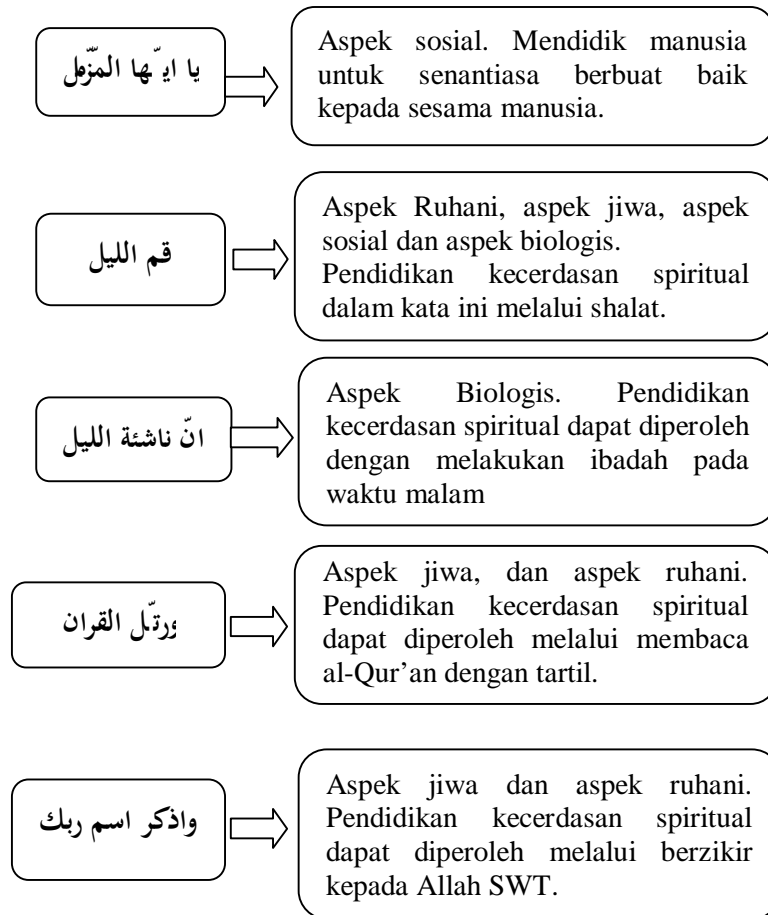 يا ايّها المزّمل
Aspek sosial. Mendidik manusia
untuk senantiasa berbuat baik
kepada sesama manusia.
قم الليل
Aspek Ruhani, aspek jiwa, aspek
sosial dan aspek biologis.
Pendidikan kecerdasan spiritual
dalam kata ini melalui shalat.
انّ ناشئة الليل
Aspek Biologis. Pendidikan
kecerdasan spiritual dapat diperoleh
dengan melakukan ibadah pada
waktu malam
ورتّل القران
Aspek jiwa, dan aspek ruhani.
Pendidikan kecerdasan spiritual
dapat diperoleh melalui membaca
al-Qur’an dengan tartil.
واذكر اسم ربك
Aspek jiwa dan aspek ruhani.
Pendidikan kecerdasan spiritual
dapat diperoleh melalui berzikir
kepada Allah SWT.